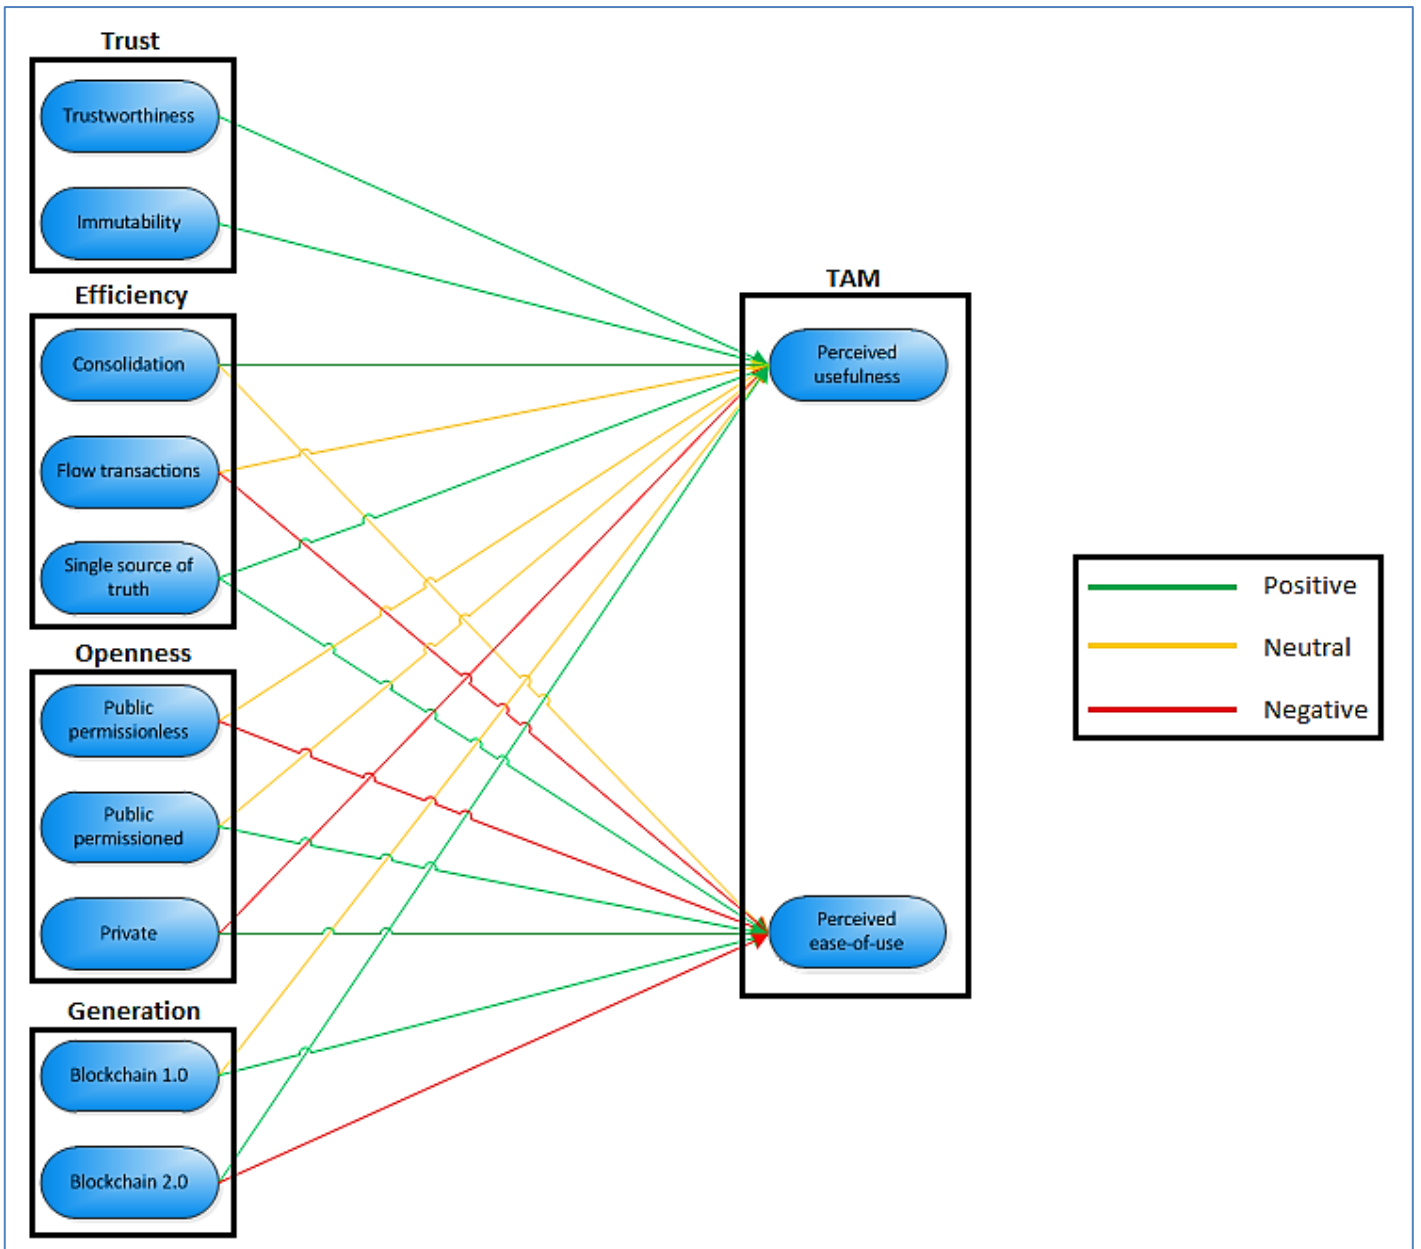 Trust
Trustworthiness
Immutability
Efficiency
Consolidation
Flow transactions
Single source of
truth
Openness
Public
permissionless
Public
permissioned
Private
Generation
Blockchain 1.0
Blockchain 2.0
TAM
Perceived
usefulness
Perceived
ease-of-use
Positive
Neutral
Negative